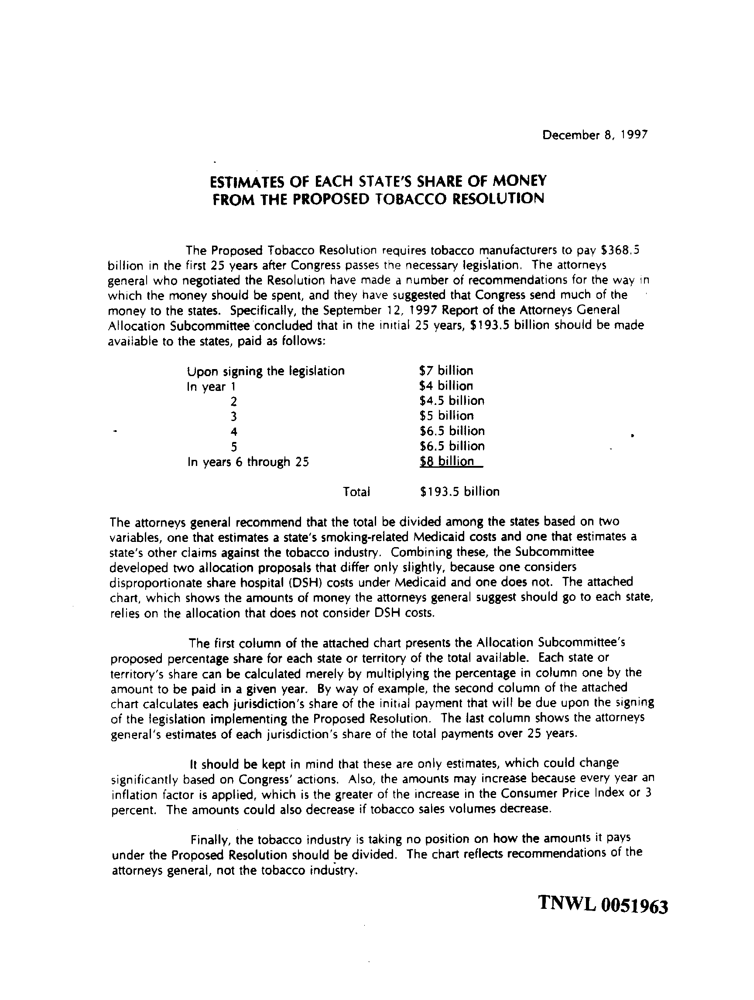 December 8, 1997
ESTIMATES OF EACH STATE'S SHARE OF MONEY
FROM THE PROPOSED TOBACCO RESOLUTION
The Proposed Tobacco Resolution requires tobacco manufacturers to pay $368.5
billion in the first 25 years after Congress passes the necessary legislation. The attorneys
general who negotiated the Resolution have made a number of recommendations for the way in
which the money should be spent, and they have suggested that Congress send much of the
money to the states. Specifically, the September 12, 1997 Report of the Attorneys General
Allocation Subcommittee concluded that in the initial 25 years, $193.5 billion should be made
available to the states, paid as follows:
Upon signing the legislation $7 billion
In year 1 $4 billion
2 $4.5 billion
3 $5 billion
4 $6.5 billion
5 $6.5 billion
In years 6 through 25 $8 billion
Total $193.5 billion
The attorneys general recommend that the total be divided among the states based on two
variables, one that estimates a state's smoking-related Medicaid costs and one that estimates a
state's other claims against the tobacco industry. Combining these, the Subcommittee
developed two allocation proposals that differ only slightly, because one considers
disproportionate share hospital (DSH) costs under Medicaid and one does not. The attached
chart, which shows the amounts of money the attorneys general suggest should go to each state,
relies on the allocation that does not consider DSH costs.
The first column of the attached chart presents the Allocation Subcommittee's
proposed percentage share for each state or territory of the total available. Each state or
territory's share can be calculated merely by multiplying the percentage in column one by the
amount to be paid in a given year. By way of example, the second column of the attached
chart calculates each jurisdiction's share of the initial payment that will be due upon the signing
of the legislation implementing the Proposed Resolution. The last column shows the attorneys
general's estimates of each jurisdiction's share of the total payments over 25 years.
It should be kept in mind that these are only estimates, which could change
significantly based on Congress' actions. Also, the amounts may increase because every year an
inflation factor is applied, which is the greater of the increase in the Consumer Price Index or 3
percent. The amounts could also decrease if tobacco sales volumes decrease.
Finally, the tobacco industry is taking no position on how the amounts it pays
under the Proposed Resolution should be divided. The chart reflects recommendations of the
attorneys general, not the tobacco industry.
TNWL 0051963